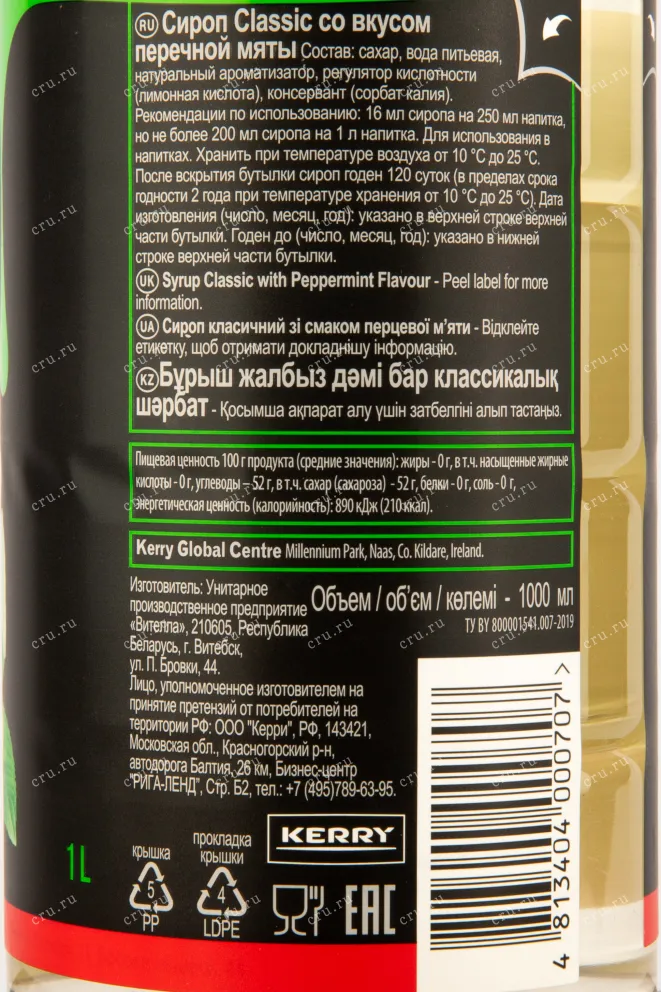 RU Сироп Classic со вкусом
перечной мяты Состав: сахар, вода питьевая,
натуральный ароматизатор, регулятор кислотности
(лимонная кислота), консервант (сорбат калия).
Рекомендации по использованию: 16 мл сиропа на 250 мл напитка,
но не более 200 мл сиропа на 1 л напитка. Для использования в
напитках. Хранить при температуре воздуха от 10 °C до 25 °C.
После вскрытия бутылки сироп годен 120 суток (в пределах срока
годности 2 года при температуре хранения от 10 °C до 25 °C). Дата
изготовления (число, месяц, год): указано в верхней строке верхней
части бутылки. Годен до (число, месяц, год): указано в нижней
строке верхней части бутылки.
UK Syrup Classic with Peppermint Flavour - Peel label for more
information.
UA Сироп класичний зі смаком перцевої м'яти - Відклейте
етикетку, щоб отримати докладнішу інформацію.
KZ Бұрыш жалбыз дәмі бар классикалық
шәрбат - Қосымша ақпарат алу үшін затбелгіні алып тастаңыз.
Пищевая ценность 100 г продукта (средние значения): жиры - 0 г, в т.ч. насыщенные жирные
кислоты - 0 г, углеводы – 52 г, в т.ч. сахар (сахароза) - 52 г, белки - 0 г, соль - 0 г,
энергетическая ценность (калорийность): 890 кДж (210 ккал).
Kerry Global Centre Millennium Park, Naas, Co. Kildare, Ireland.
Изготовитель: Унитарное
производственное предприятие
«Вителла», 210605, Республика
Беларусь, г. Витебск,
ул. П. Бровки, 44.
Объем / об'єм / көлемі - 1000 мл
ТУ BY 800001541.007-2019
Лицо, уполномоченное изготовителем на
принятие претензий от потребителей на
территории РФ: ООО "Керри", РФ, 143421,
Московская обл., Красногорский р-н,
автодорога Балтия, 26 км, Бизнес-центр
"РИГА-ЛЕНД", Стр. Б2, тел.: +7 (495)789-63-95.
1L
крышка
5
PP
прокладка
крышки
4
LDPE
KERRY
EAC
4 813404 000707 >
cru.ru